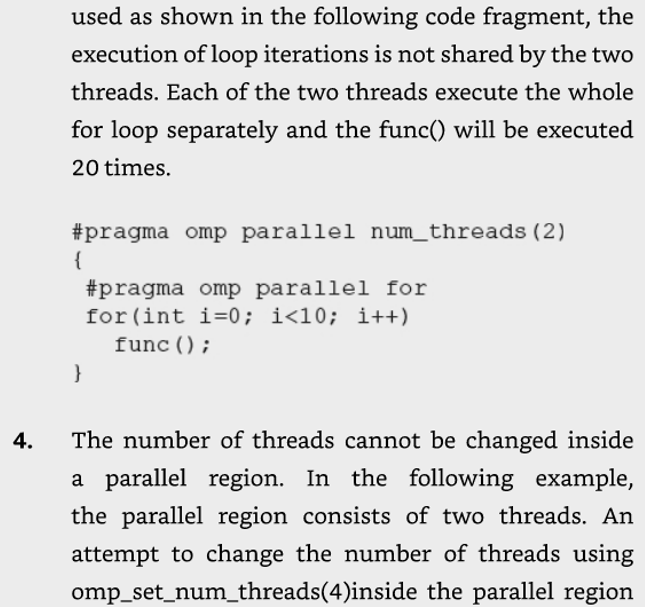 used as shown in the following code fragment, the
execution of loop iterations is not shared by the two
threads. Each of the two threads execute the whole
for loop separately and the func() will be executed
20 times.
#pragma omp parallel num_threads(2)
{
 #pragma omp parallel for
 for(int i=0; i<10; i++)
   func();
}
4. The number of threads cannot be changed inside
a parallel region. In the following example,
the parallel region consists of two threads. An
attempt to change the number of threads using
omp_set_num_threads(4)inside the parallel region